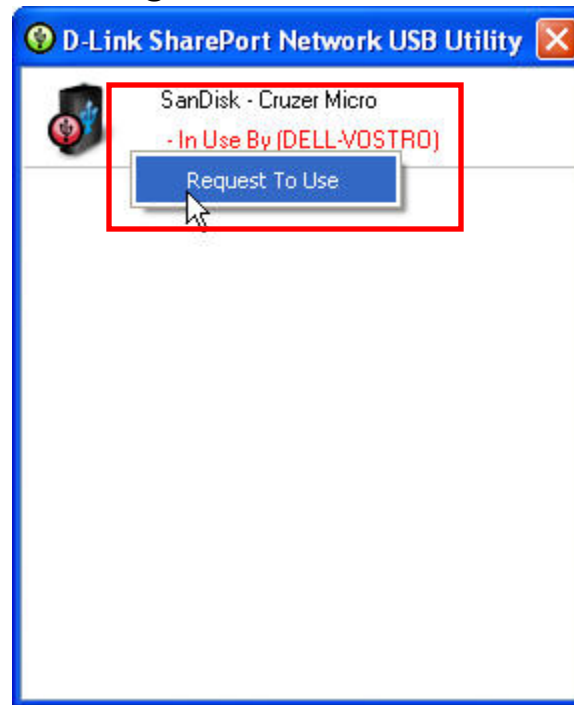 D-Link SharePort Network USB Utility
SanDisk - Cruzer Micro
- In Use By (DELL-VOSTRO)
Request To Use